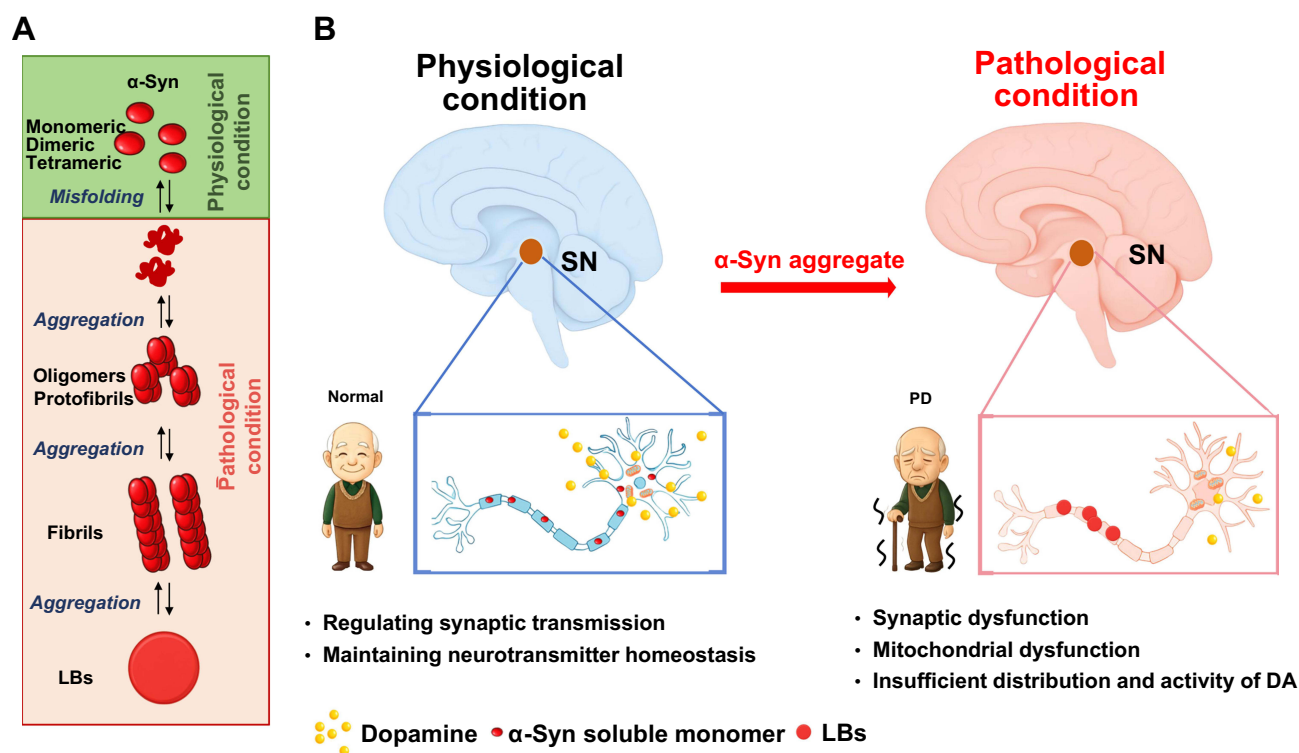 A
α-Syn
Monomeric
Dimeric
Tetrameric
Physiological
condition
Misfolding
Aggregation
Oligomers
Protofibrils
Pathological
condition
Aggregation
Fibrils
Aggregation
LBs
B
Physiological
condition
SN
α-Syn aggregate
Pathological
condition
SN
Normal
PD
• Regulating synaptic transmission
• Maintaining neurotransmitter homeostasis
• Synaptic dysfunction
• Mitochondrial dysfunction
• Insufficient distribution and activity of DA
Dopamine
α-Syn soluble monomer
LBs